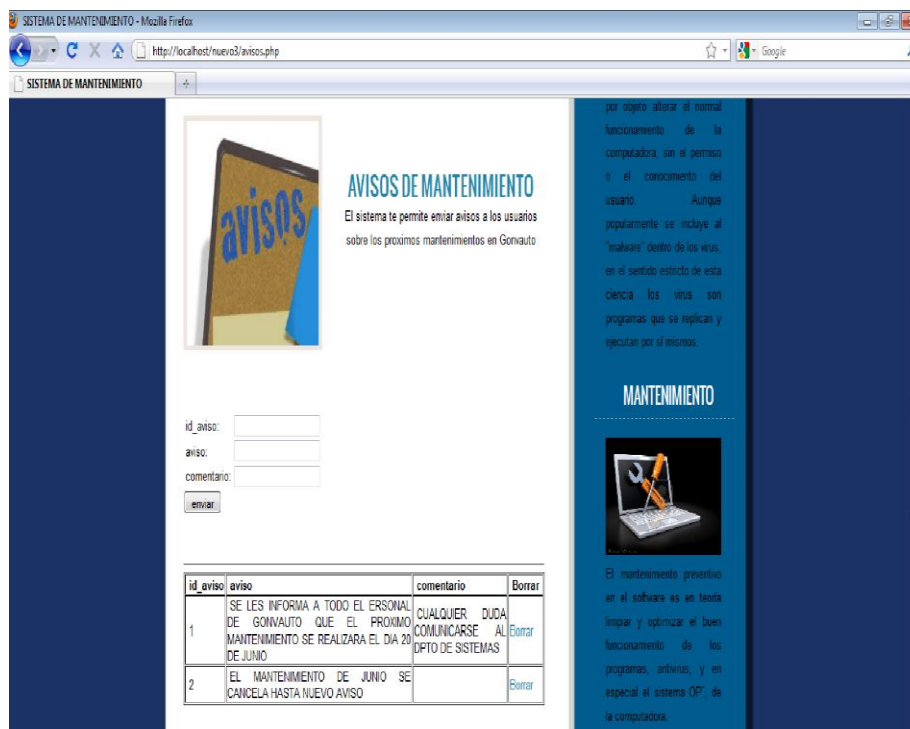 SISTEMA DE MANTENIMIENTO - Mozilla Firefox
http://localhost/nuevo3/avisos.php
Google
SISTEMA DE MANTENIMIENTO
avisos
AVISOS DE MANTENIMIENTO
El sistema te permite enviar avisos a los usuarios
sobre los proximos mantenimientos en Gonvauto
id_aviso:
aviso:
comentario:
enviar
id_aviso aviso comentario Borrar
1
SE LES INFORMA A TODO EL ERSONAL
DE GONVAUTO QUE EL PROXIMO
MANTENIMIENTO SE REALIZARA EL DIA 20
DE JUNIO
CUALQUIER DUDA
COMUNICARSE AL
DPTO DE SISTEMAS
Borrar
2
EL MANTENIMIENTO DE JUNIO SE
CANCELA HASTA NUEVO AVISO
Borrar
por objeto alterar el normal
funcionamiento de la
computadora, sin el permiso
o el conocimiento del
usuario. Aunque
popularmente se incluye al
"malware" dentro de los virus,
en el sentido estricto de esta
ciencia los virus son
programas que se replican y
ejecutan por sí mismos.
MANTENIMIENTO
El mantenimiento preventivo
en el software es en teoría
limpiar y optimizar el buen
funcionamiento de los
programas, antivirus, y en
especial el sistema OP", de
la computadora.